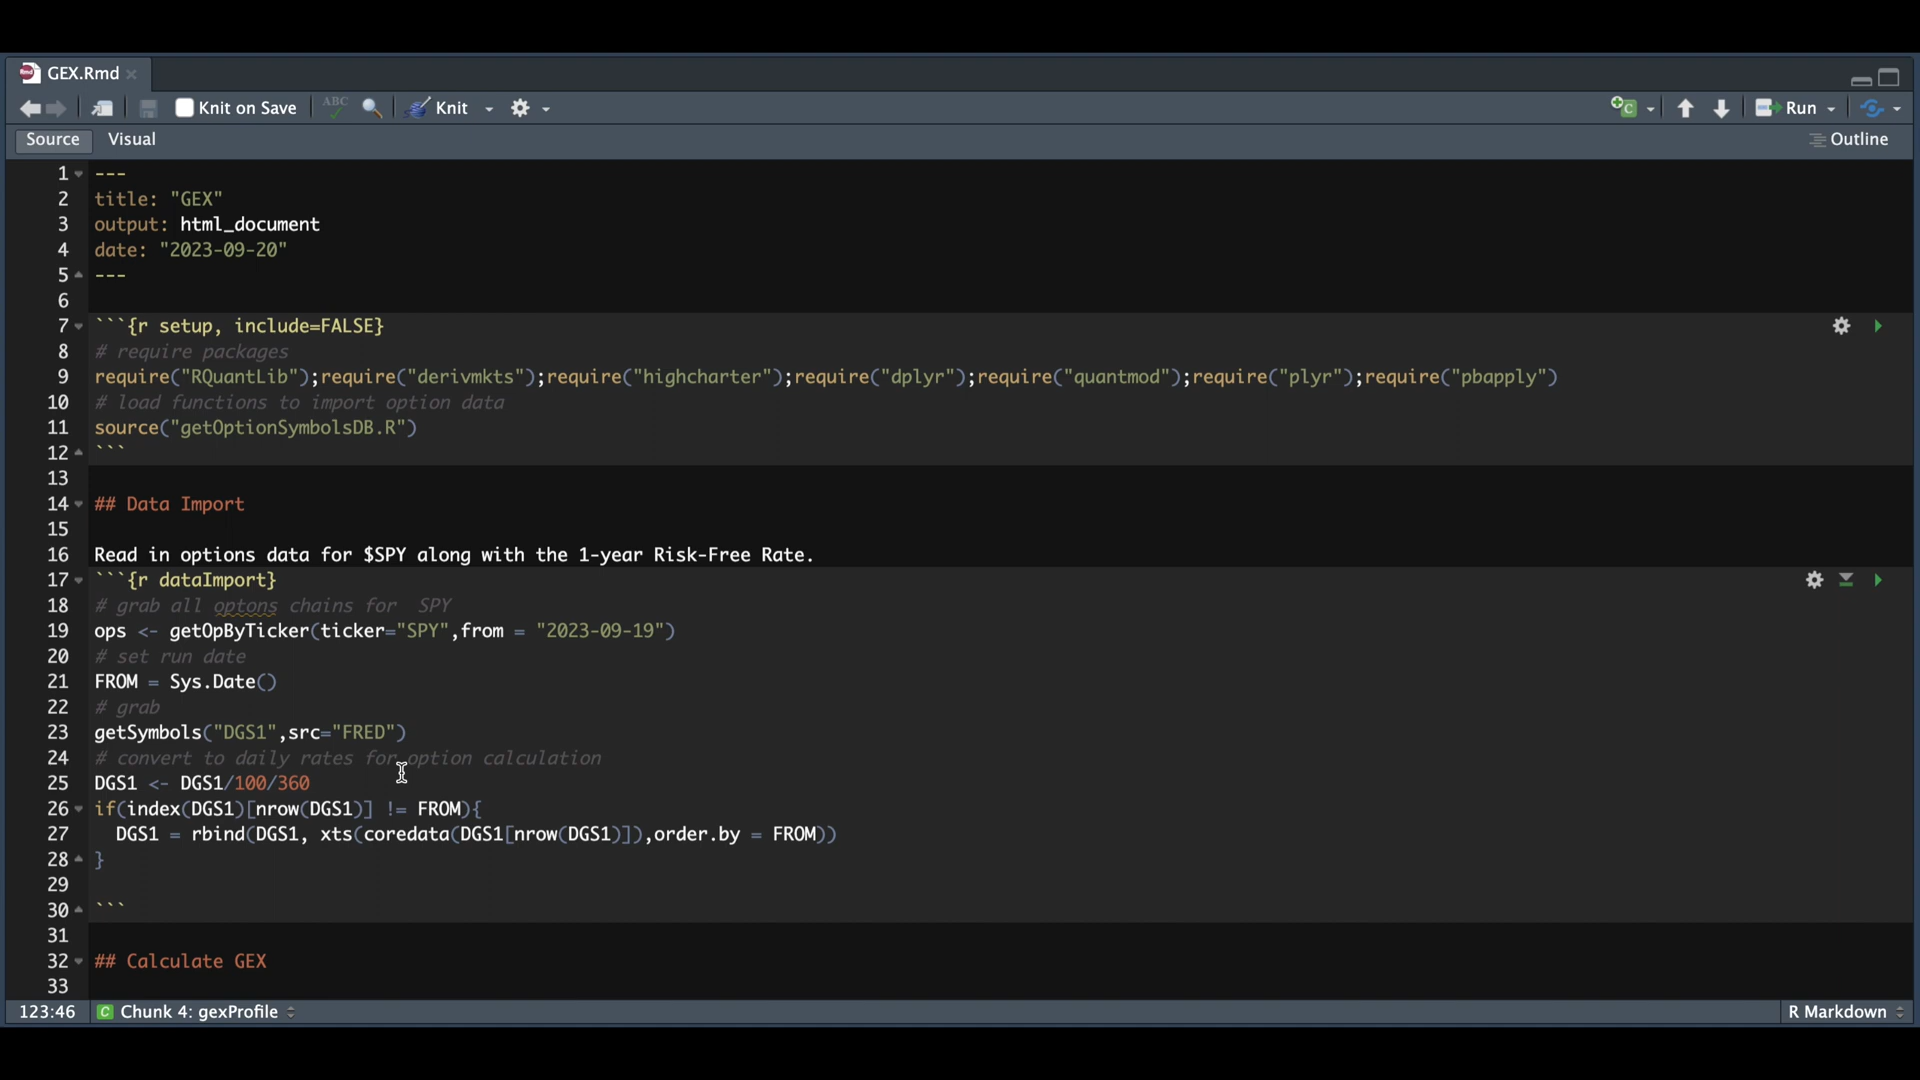 GEX.Rmd
Knit on Save ABC Knit Run
Source Visual Outline
1 ---
2 title: "GEX"
3 output: html_document
4 date: "2023-09-20"
5 ---
6
7 ```{r setup, include=FALSE}
8 # require packages
9 require("RQuantLib");require("derivmkts");require("highcharter");require("dplyr");require("quantmod");require("plyr");require("pbapply")
10 # load functions to import option data
11 source("getOptionSymbolsDB.R")
12 ```
13
14 ## Data Import
15
16 Read in options data for $SPY along with the 1-year Risk-Free Rate.
17 ```{r dataImport}
18 # grab all optons chains for  SPY
19 ops <- getOpByTicker(ticker="SPY",from = "2023-09-19")
20 # set run date
21 FROM = Sys.Date()
22 # grab
23 getSymbols("DGS1",src="FRED")
24 # convert to daily rates for option calculation
25 DGS1 <- DGS1/100/360
26 if(index(DGS1)[nrow(DGS1)] != FROM){
27   DGS1 = rbind(DGS1, xts(coredata(DGS1[nrow(DGS1)]),order.by = FROM))
28 }
29
30 ```
31
32 ## Calculate GEX
33
123:46 C Chunk 4: gexProfile R Markdown